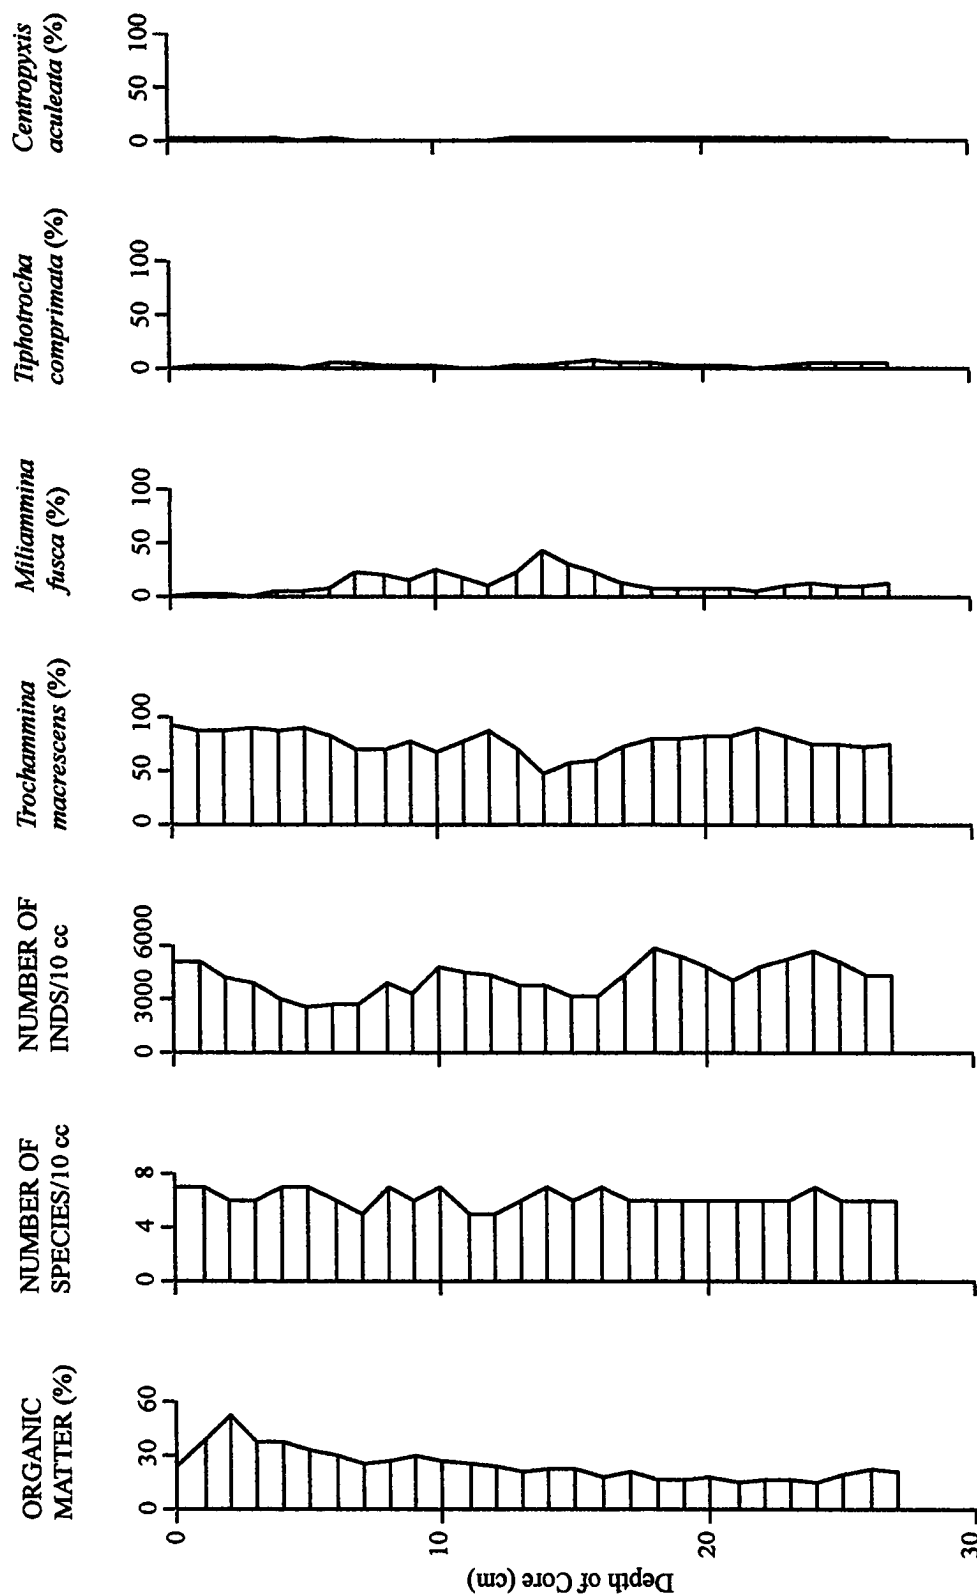 ORGANIC
MATTER (%)
0
30
60
NUMBER OF
SPECIES/10 cc
0
4
8
NUMBER OF
INDS/10 cc
0
3000
6000
Trochammina
macrescens (%)
0
50
100
Miliammina
fusca (%)
0
50
100
Tiphotrocha
comprimata (%)
0
50
100
Centropyxis
aculeata (%)
0
50
100
0
10
20
30
Depth of Core (cm)